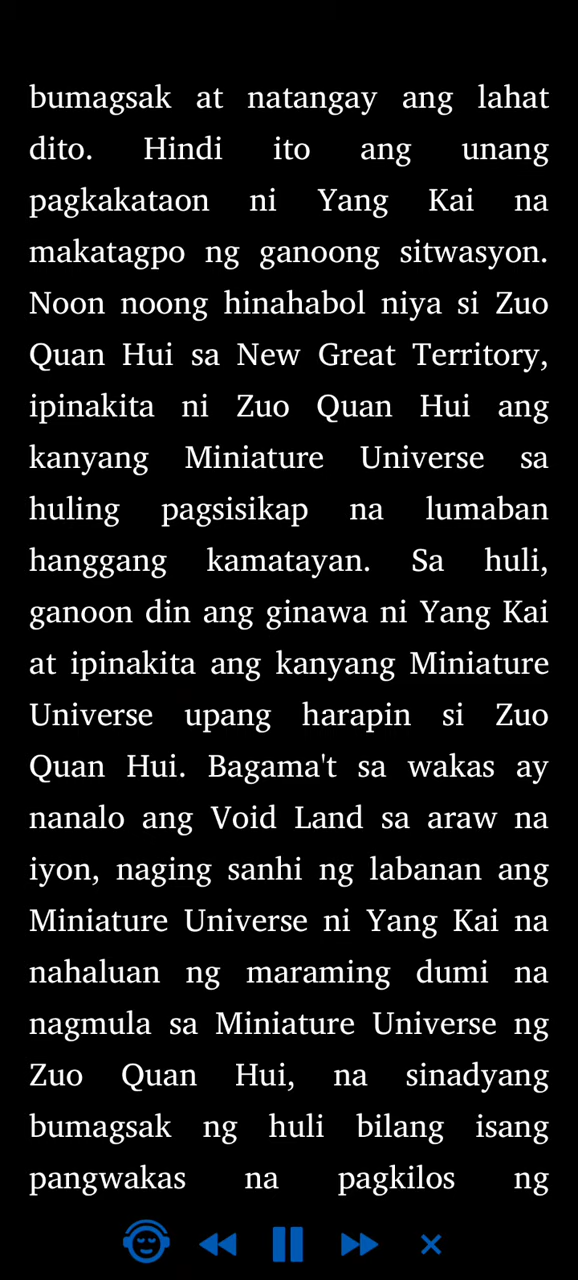 bumagsak at natangay ang lahat
dito. Hindi ito ang unang
pagkakataon ni Yang Kai na
makatagpo ng ganoong sitwasyon.
Noon noong hinahabol niya si Zuo
Quan Hui sa New Great Territory,
ipinakita ni Zuo Quan Hui ang
kanyang Miniature Universe sa
huling pagsisikap na lumaban
hanggang kamatayan. Sa huli,
ganoon din ang ginawa ni Yang Kai
at ipinakita ang kanyang Miniature
Universe upang harapin si Zuo
Quan Hui. Bagama't sa wakas ay
nanalo ang Void Land sa araw na
iyon, naging sanhi ng labanan ang
Miniature Universe ni Yang Kai na
nahaluan ng maraming dumi na
nagmula sa Miniature Universe ng
Zuo Quan Hui, na sinadyang
bumagsak ng huli bilang isang
pangwakas na pagkilos ng